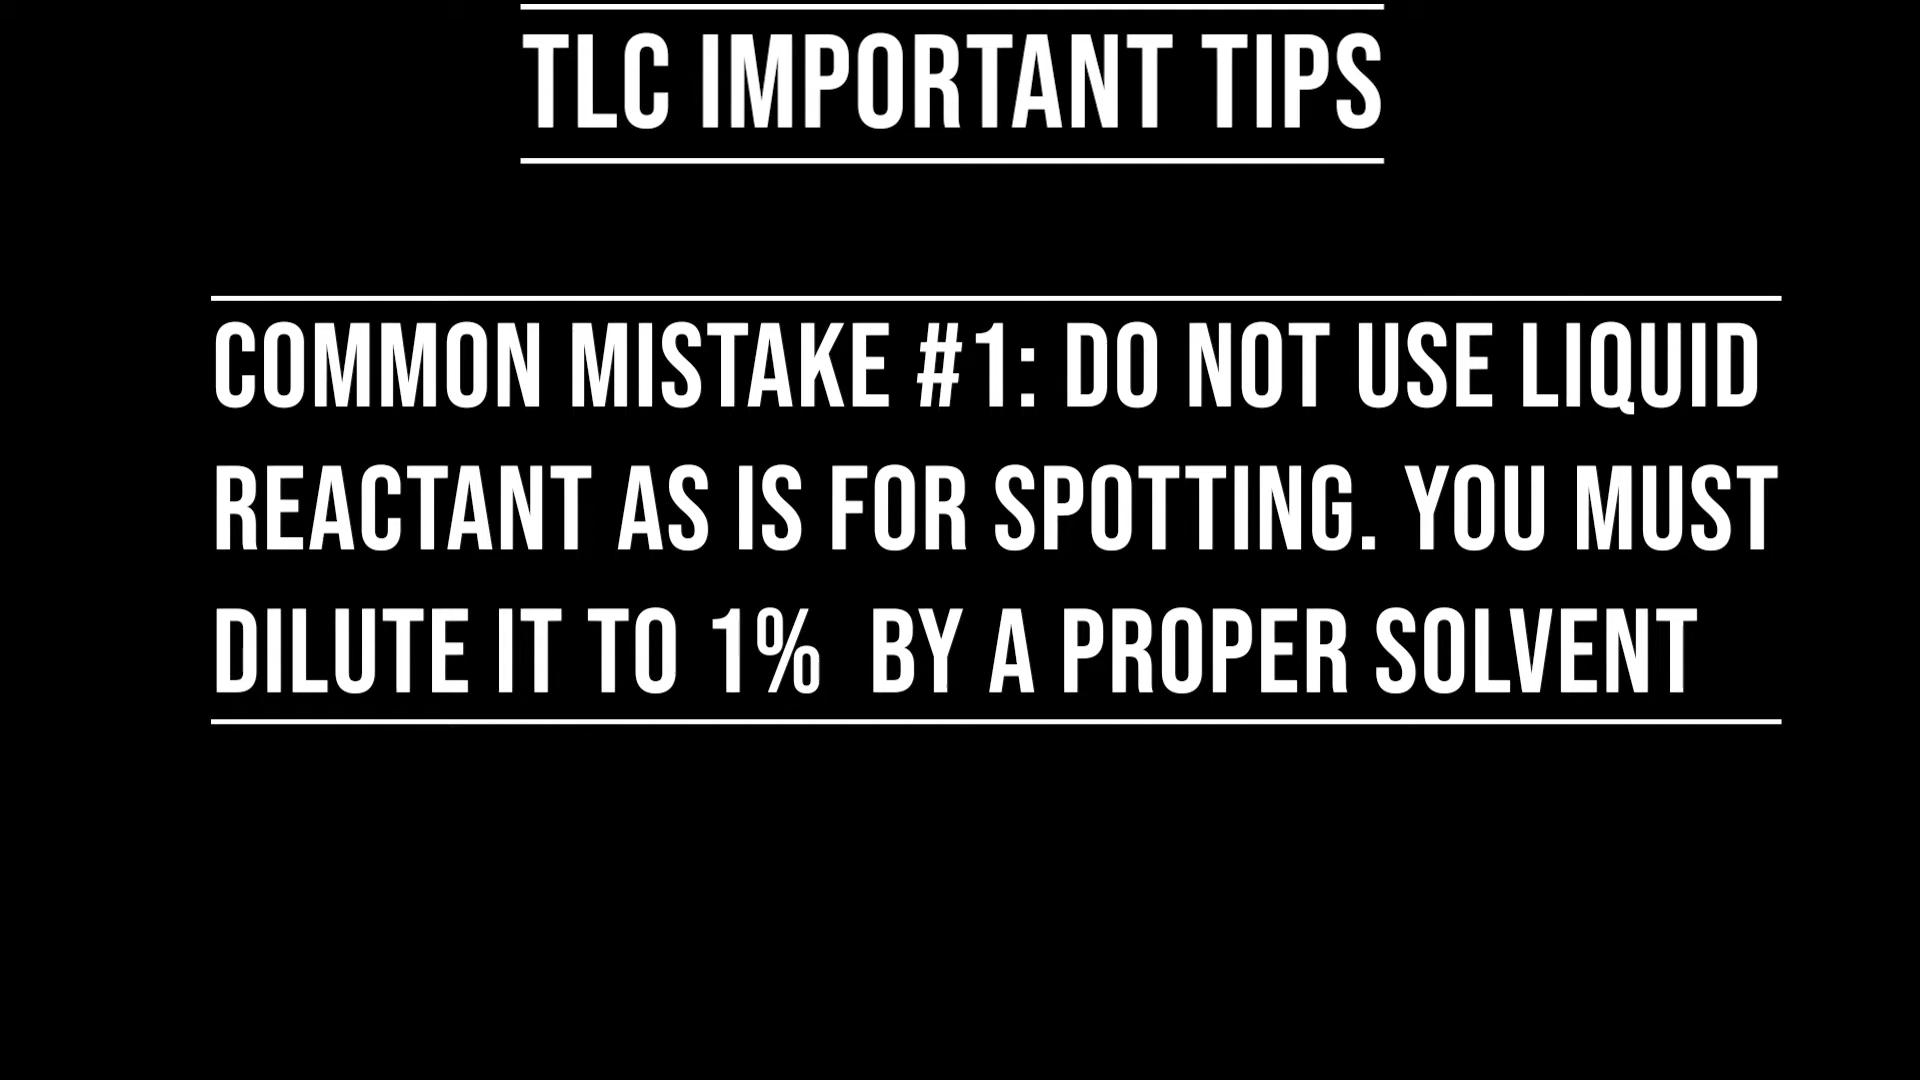 TLC IMPORTANT TIPS
COMMON MISTAKE #1: DO NOT USE LIQUID
REACTANT AS IS FOR SPOTTING. YOU MUST
DILUTE IT TO 1%  BY A PROPER SOLVENT